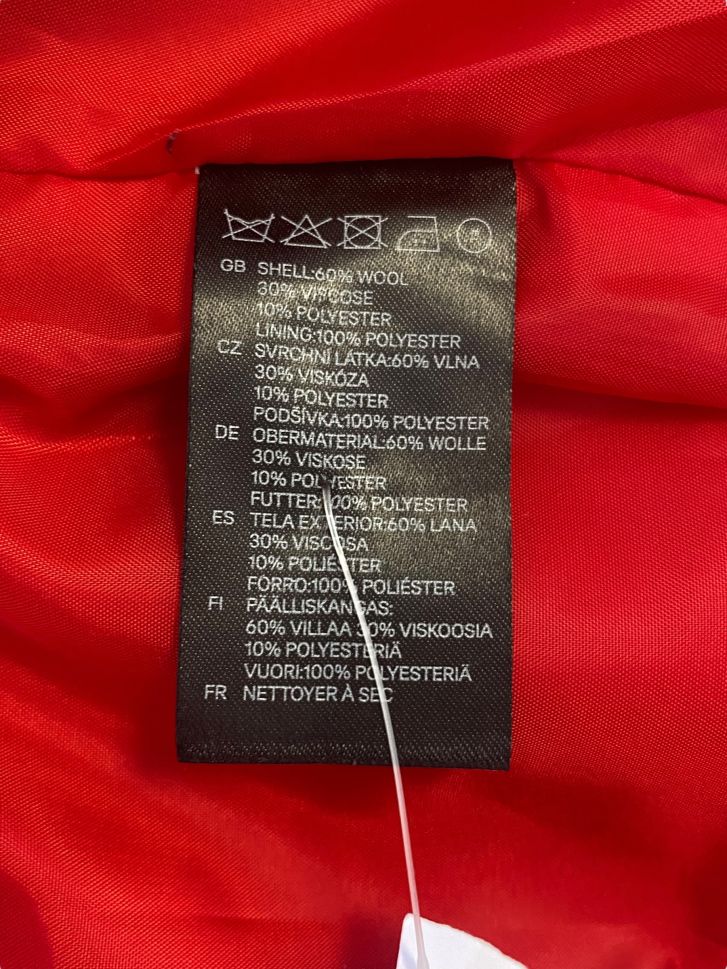 GB SHELL:60% WOOL
30% VISCOSE
10% POLYESTER
LINING:100% POLYESTER
CZ SVRCHNÍ LÁTKA:60% VLNA
30% VISKÓZA
10% POLYESTER
PODŠÍVKA:100% POLYESTER
DE OBERMATERIAL:60% WOLLE
30% VISKOSE
10% POLYESTER
FUTTER:100% POLYESTER
ES TELA EXTERIOR:60% LANA
30% VISCOSA
10% POLIÉSTER
FORRO:100% POLIÉSTER
FI PÄÄLLISKANGAS:
60% VILLAA 30% VISKOOSIA
10% POLYESTERIÄ
VUORI:100% POLYESTERIÄ
FR NETTOYER À SEC